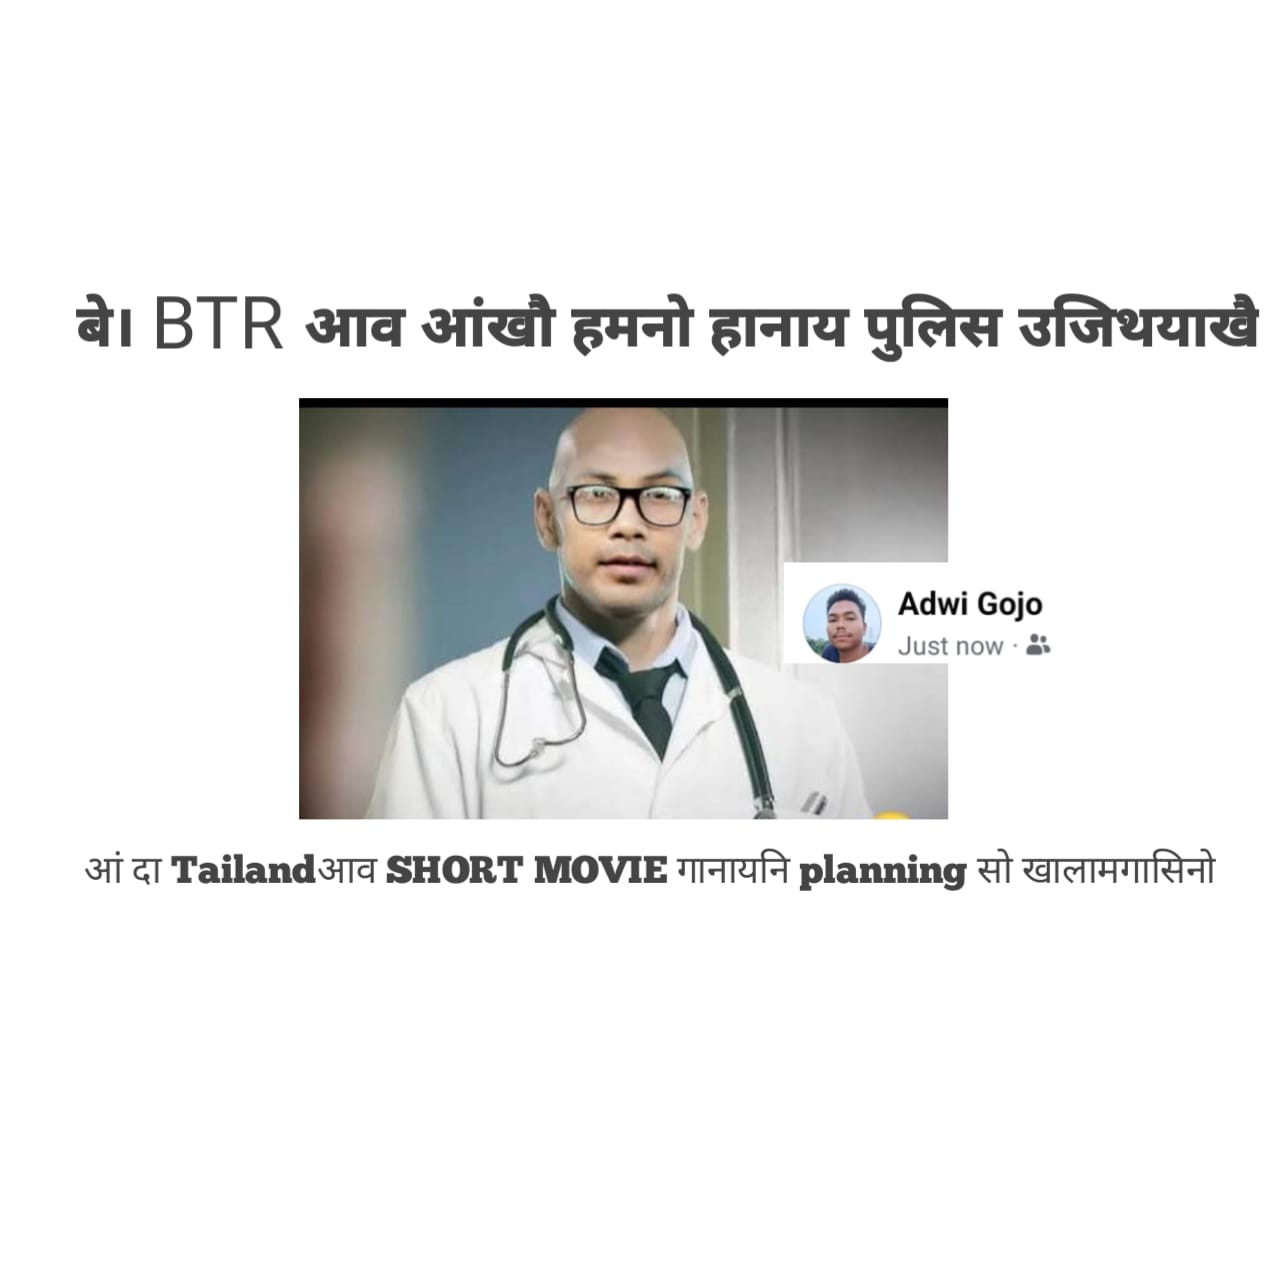 बे। BTR आव आंखौ हमनो हानाय पुलिस उजिथयाखै
Adwi Gojo
Just now ·
आं दा Tailandआव SHORT MOVIE गानायनि planning सो खालामगासिनो